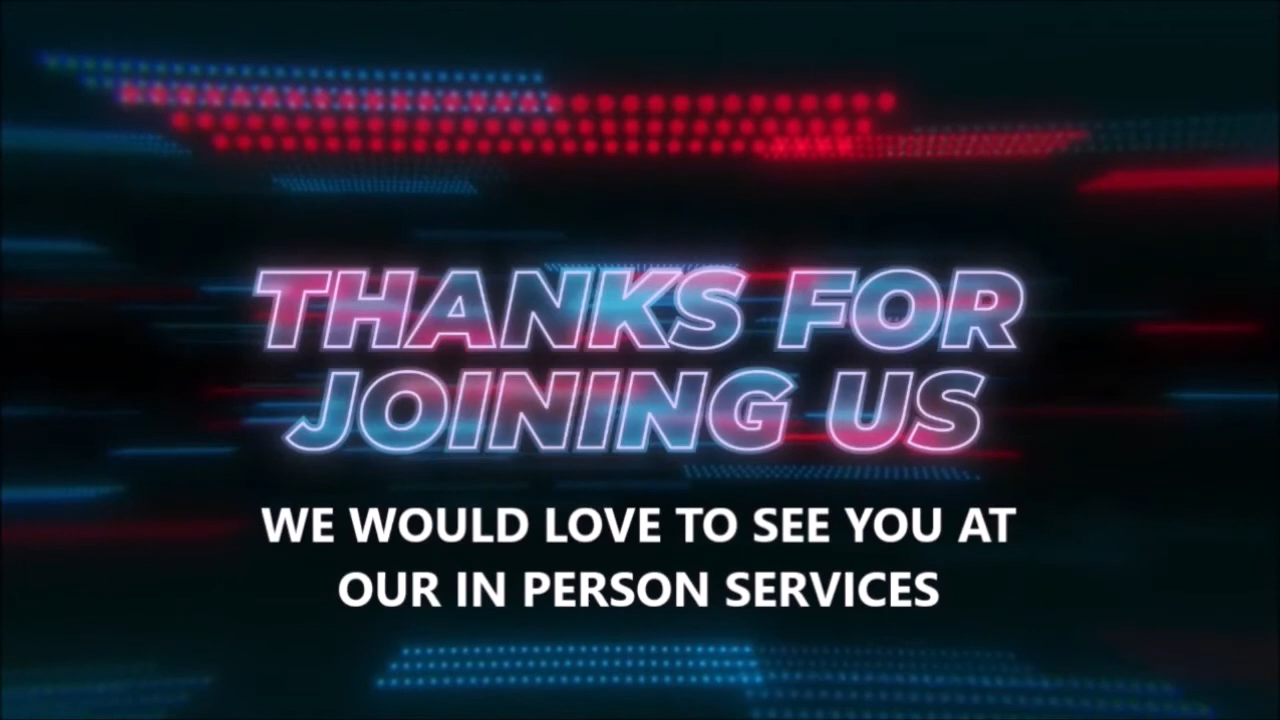 THANKS FOR
JOINING US
WE WOULD LOVE TO SEE YOU AT
OUR IN PERSON SERVICES